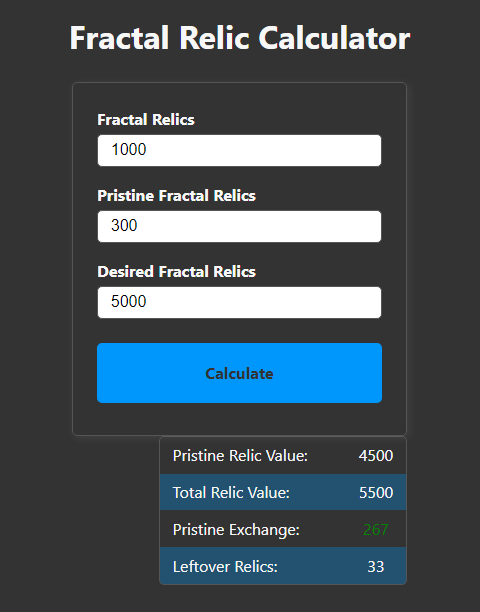 Fractal Relic Calculator
Fractal Relics
1000
Pristine Fractal Relics
300
Desired Fractal Relics
5000
Calculate
Pristine Relic Value: 4500
Total Relic Value: 5500
Pristine Exchange: 267
Leftover Relics: 33